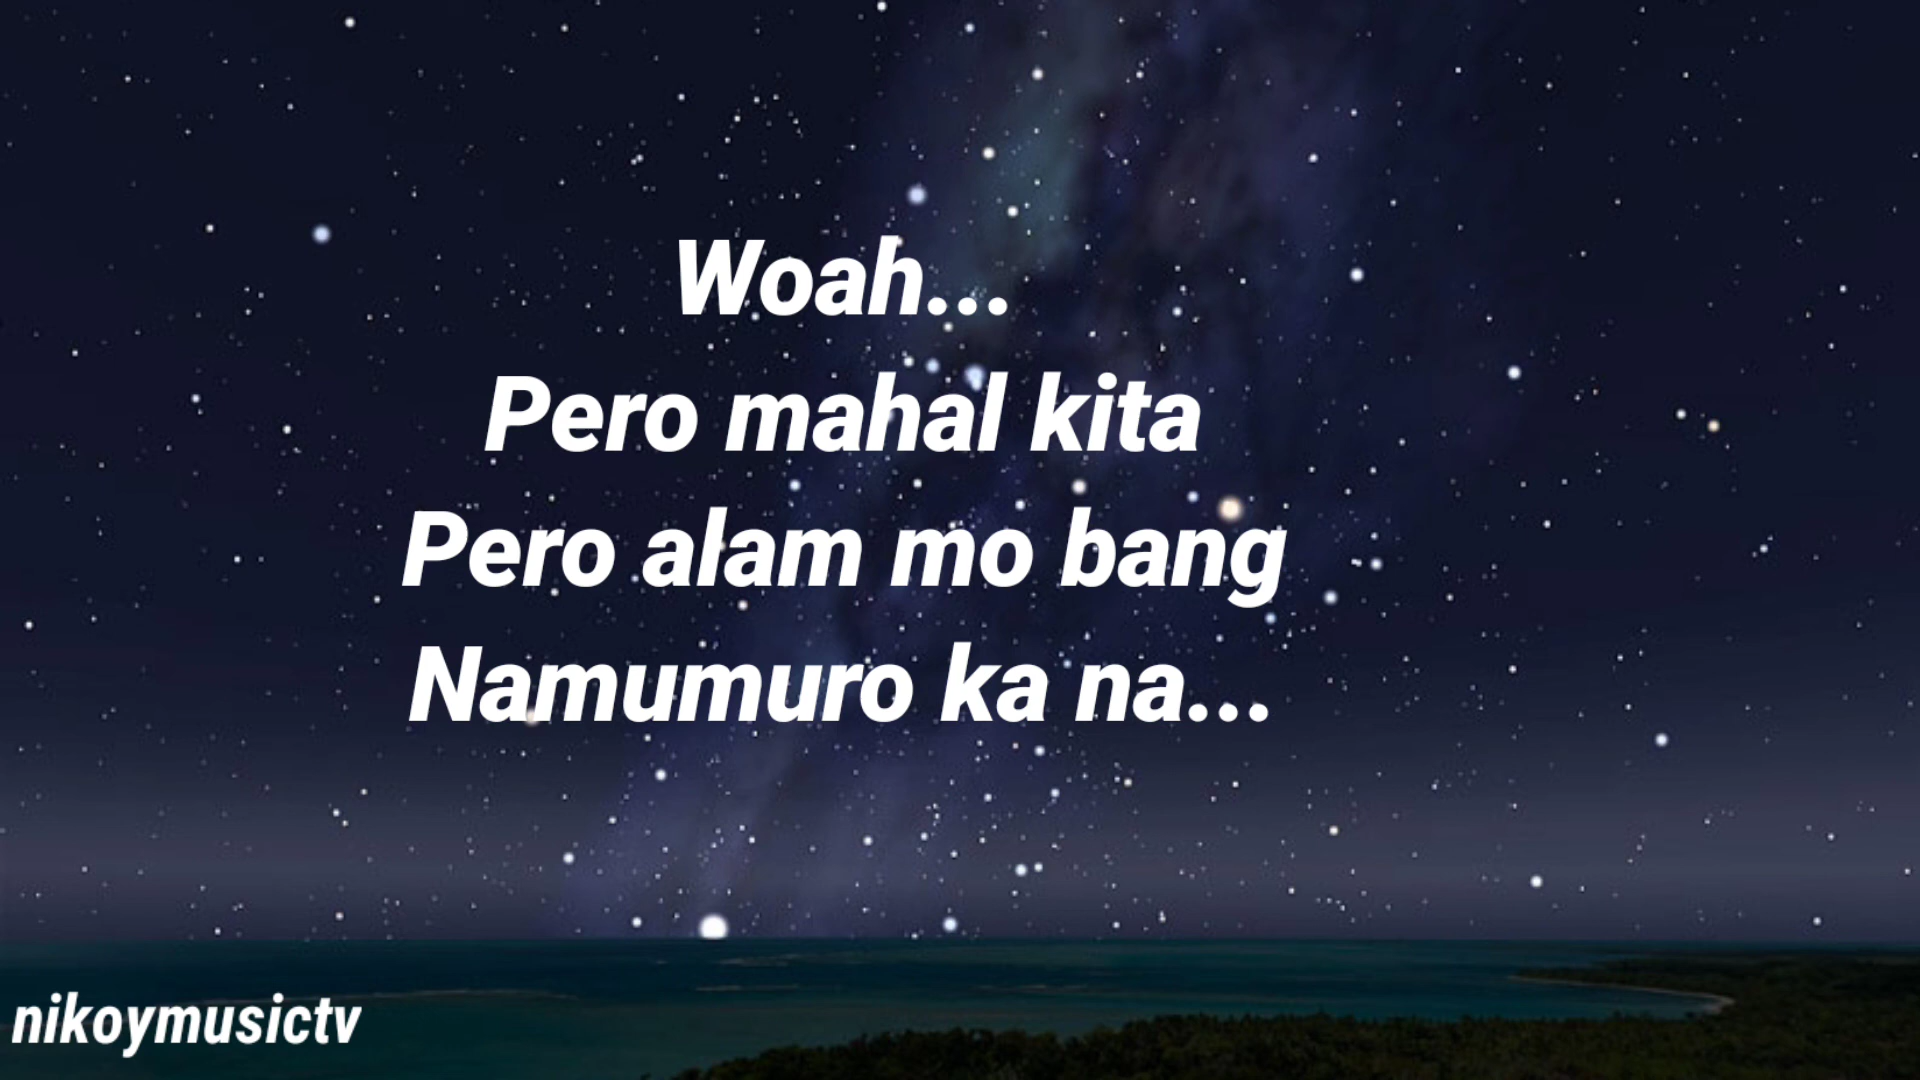 Woah...
Pero mahal kita
Pero alam mo bang
Namumuro ka na...
nikoymusictv